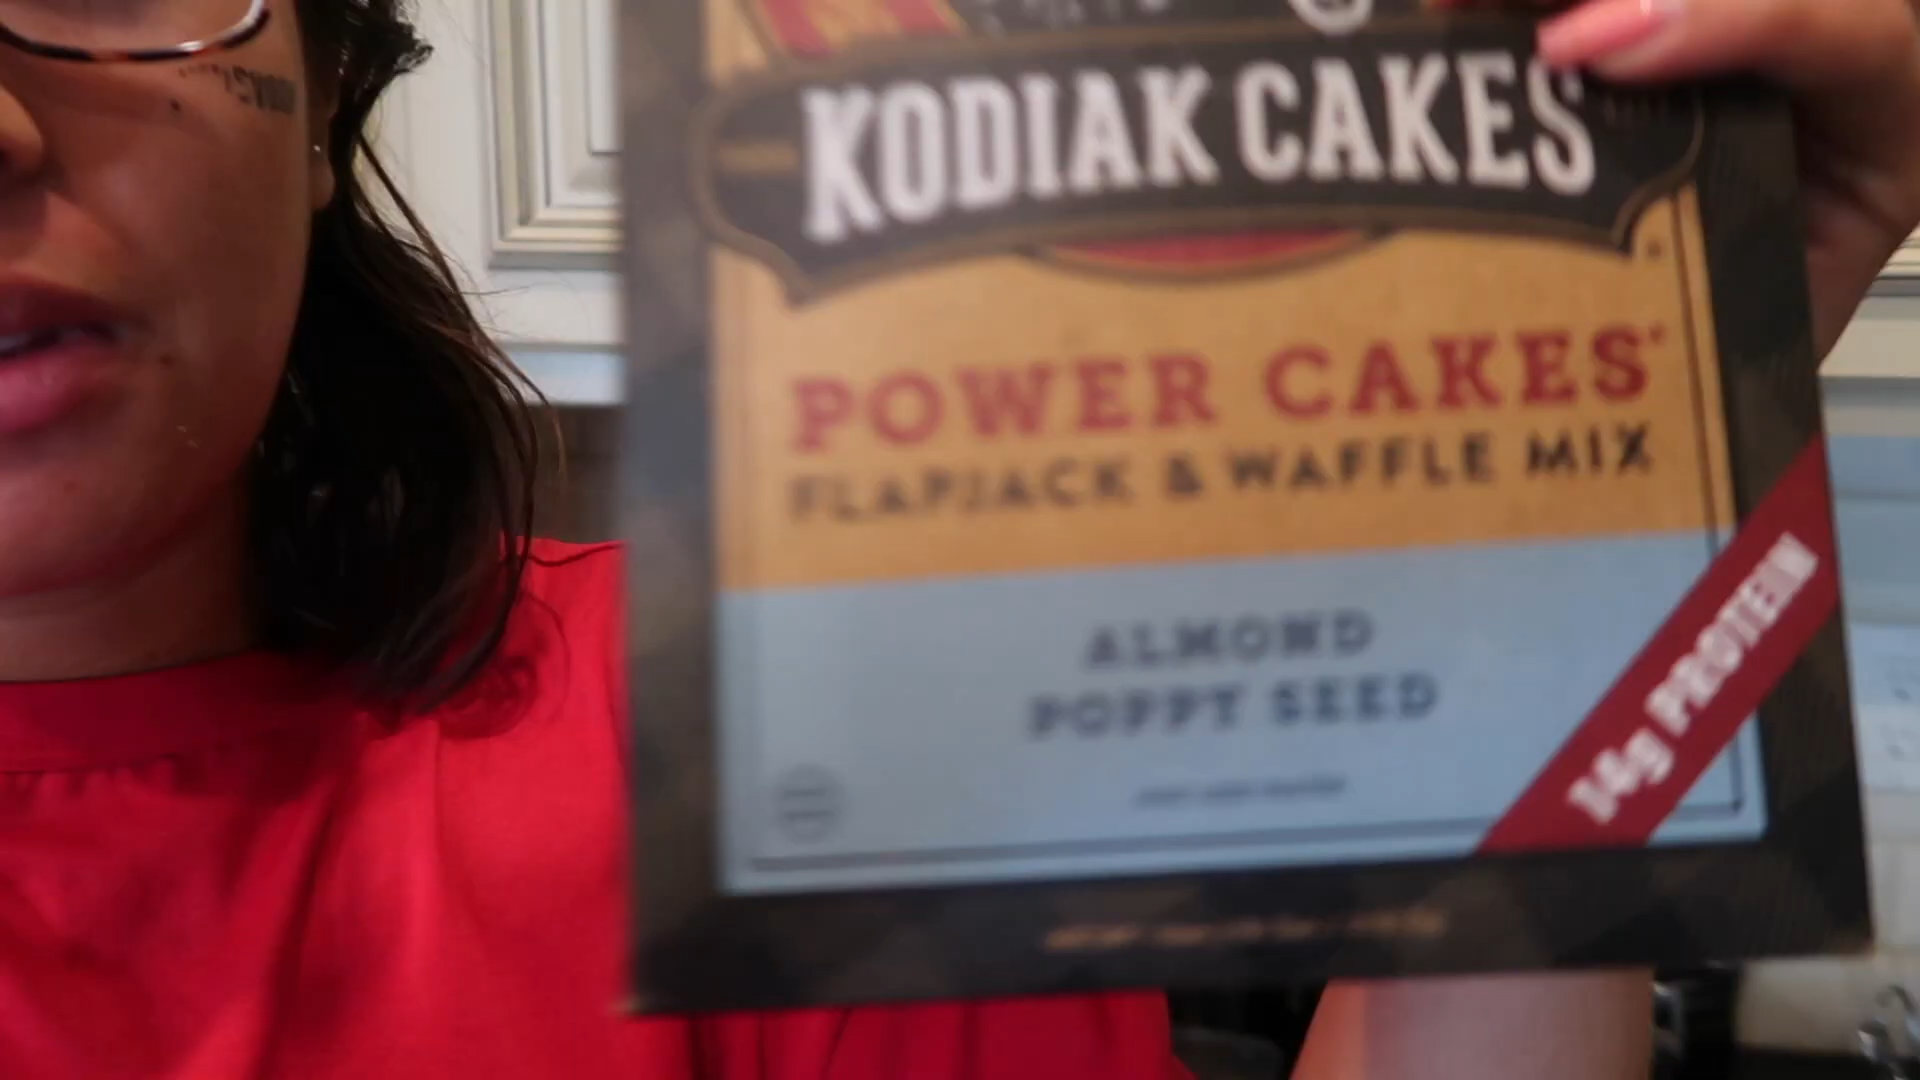 KODIAK CAKES
POWER CAKES
FLAPJACK & WAFFLE MIX
ALMOND
POPPY SEED
14g PROTEIN